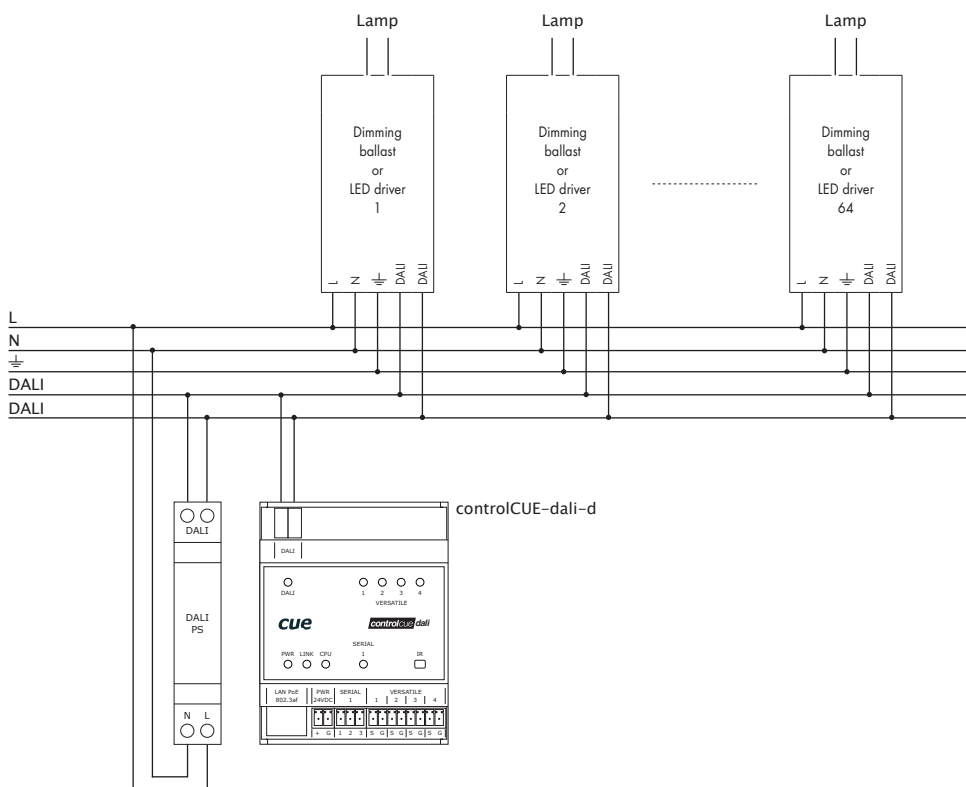 Lamp Lamp Lamp
Dimming Dimming Dimming
ballast ballast ballast
or or or
LED driver LED driver LED driver
1 2 64
L N DALI DALI L N DALI DALI L N DALI DALI
L
N
DALI
DALI
controlCUE-dali-d
DALI
DALI
DALI
PS
N L
DALI
1 2 3 4
VERSATILE
cue
controlcue dali
SERIAL
PWR LINK CPU 1 IR
LAN PoE PWR SERIAL VERSATILE
802.3af 24VDC 1 1 2 3 4
+ G 1 2 3 S G S G S G S G